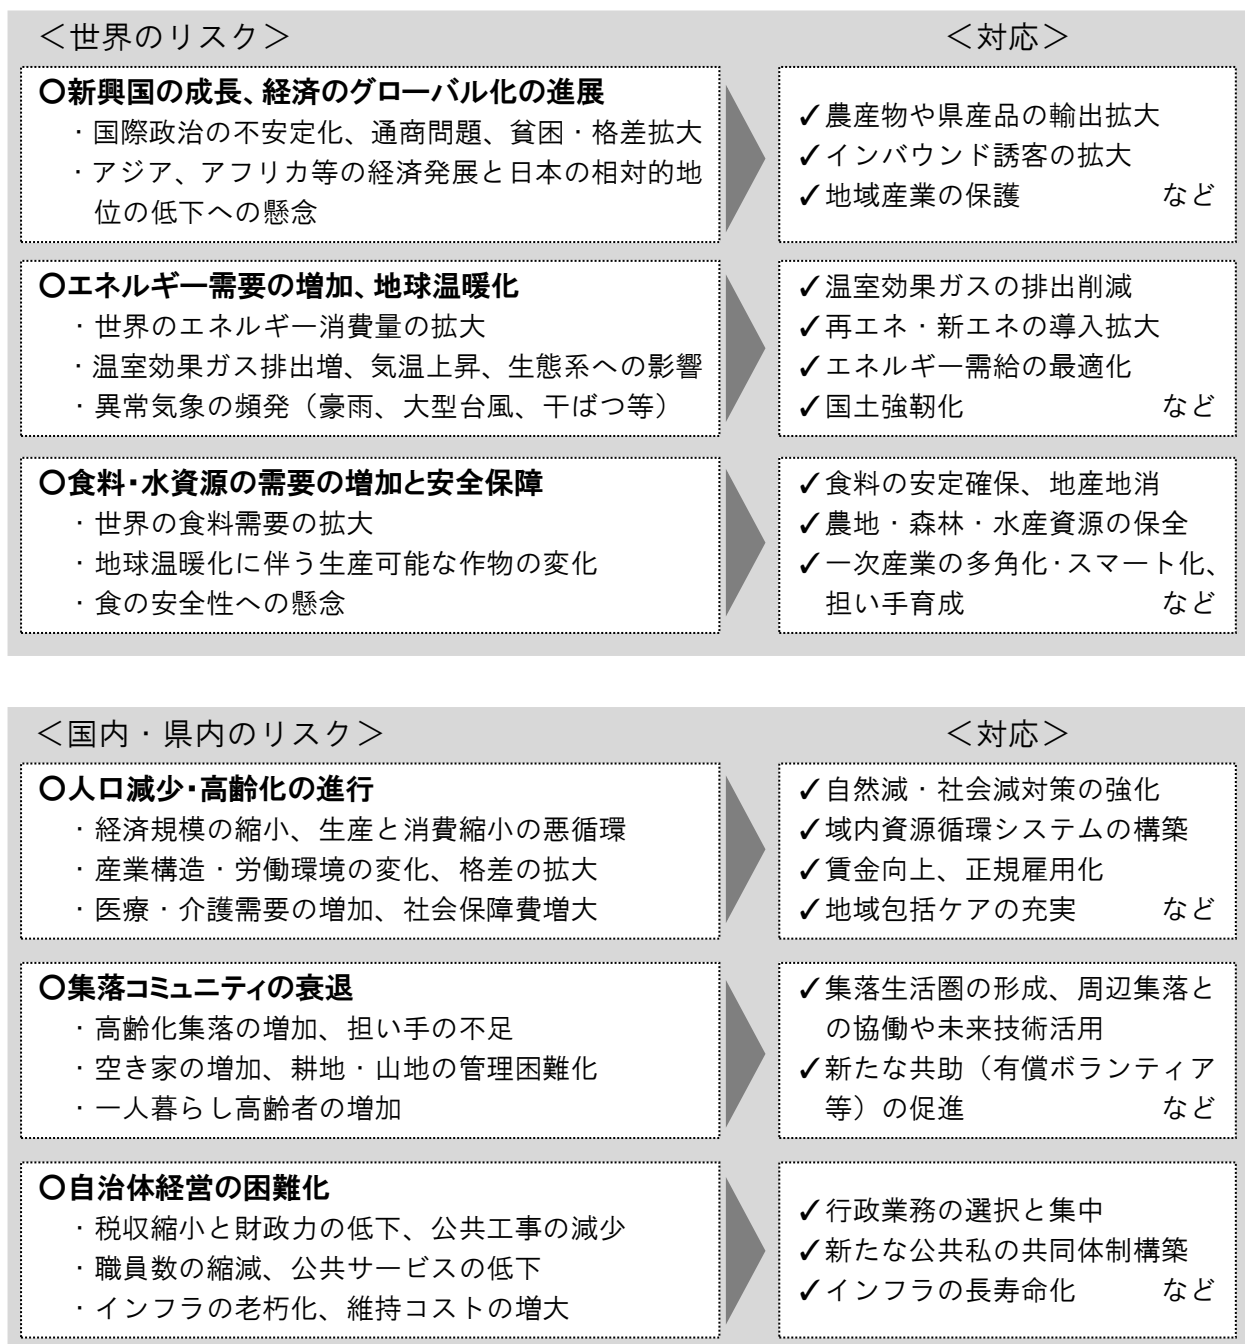 ＜世界のリスク＞
＜対応＞
〇新興国の成長、経済のグローバル化の進展
・国際政治の不安定化、通商問題、貧困・格差拡大
・アジア、アフリカ等の経済発展と日本の相対的地
位の低下への懸念
✓農産物や県産品の輸出拡大
✓インバウンド誘客の拡大
✓地域産業の保護 など
〇エネルギー需要の増加、地球温暖化
・世界のエネルギー消費量の拡大
・温室効果ガス排出増、気温上昇、生態系への影響
・異常気象の頻発（豪雨、大型台風、干ばつ等）
✓温室効果ガスの排出削減
✓再エネ・新エネの導入拡大
✓エネルギー需給の最適化
✓国土強靭化 など
〇食料・水資源の需要の増加と安全保障
・世界の食料需要の拡大
・地球温暖化に伴う生産可能な作物の変化
・食の安全性への懸念
✓食料の安定確保、地産地消
✓農地・森林・水産資源の保全
✓一次産業の多角化・スマート化、
担い手育成 など
＜国内・県内のリスク＞
＜対応＞
〇人口減少・高齢化の進行
・経済規模の縮小、生産と消費縮小の悪循環
・産業構造・労働環境の変化、格差の拡大
・医療・介護需要の増加、社会保障費増大
✓自然減・社会減対策の強化
✓域内資源循環システムの構築
✓賃金向上、正規雇用化
✓地域包括ケアの充実 など
〇集落コミュニティの衰退
・高齢化集落の増加、担い手の不足
・空き家の増加、耕地・山地の管理困難化
・一人暮らし高齢者の増加
✓集落生活圏の形成、周辺集落と
の協働や未来技術活用
✓新たな共助（有償ボランティア
等）の促進 など
〇自治体経営の困難化
・税収縮小と財政力の低下、公共工事の減少
・職員数の縮減、公共サービスの低下
・インフラの老朽化、維持コストの増大
✓行政業務の選択と集中
✓新たな公共私の共同体制構築
✓インフラの長寿命化 など